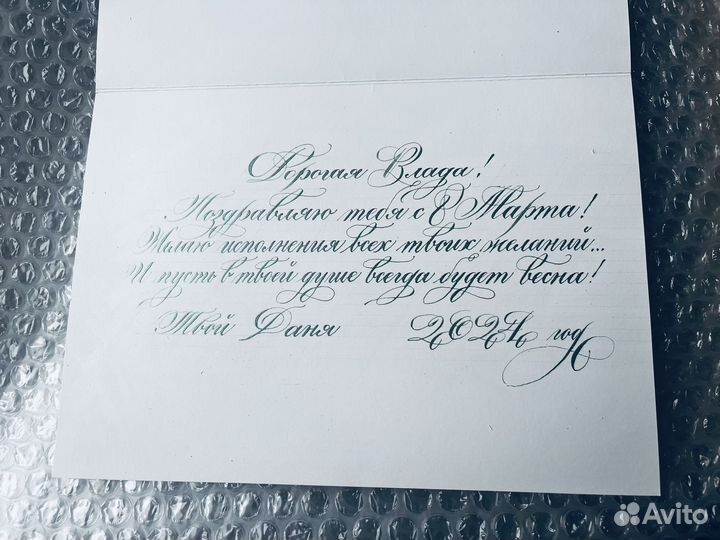 Дорогая Влада!
Поздравляю тебя с 8 Марта!
Желаю исполнения всех твоих желаний...
И пусть в твоей душе всегда будет весна!
Твой Даня 2024 год
Avito